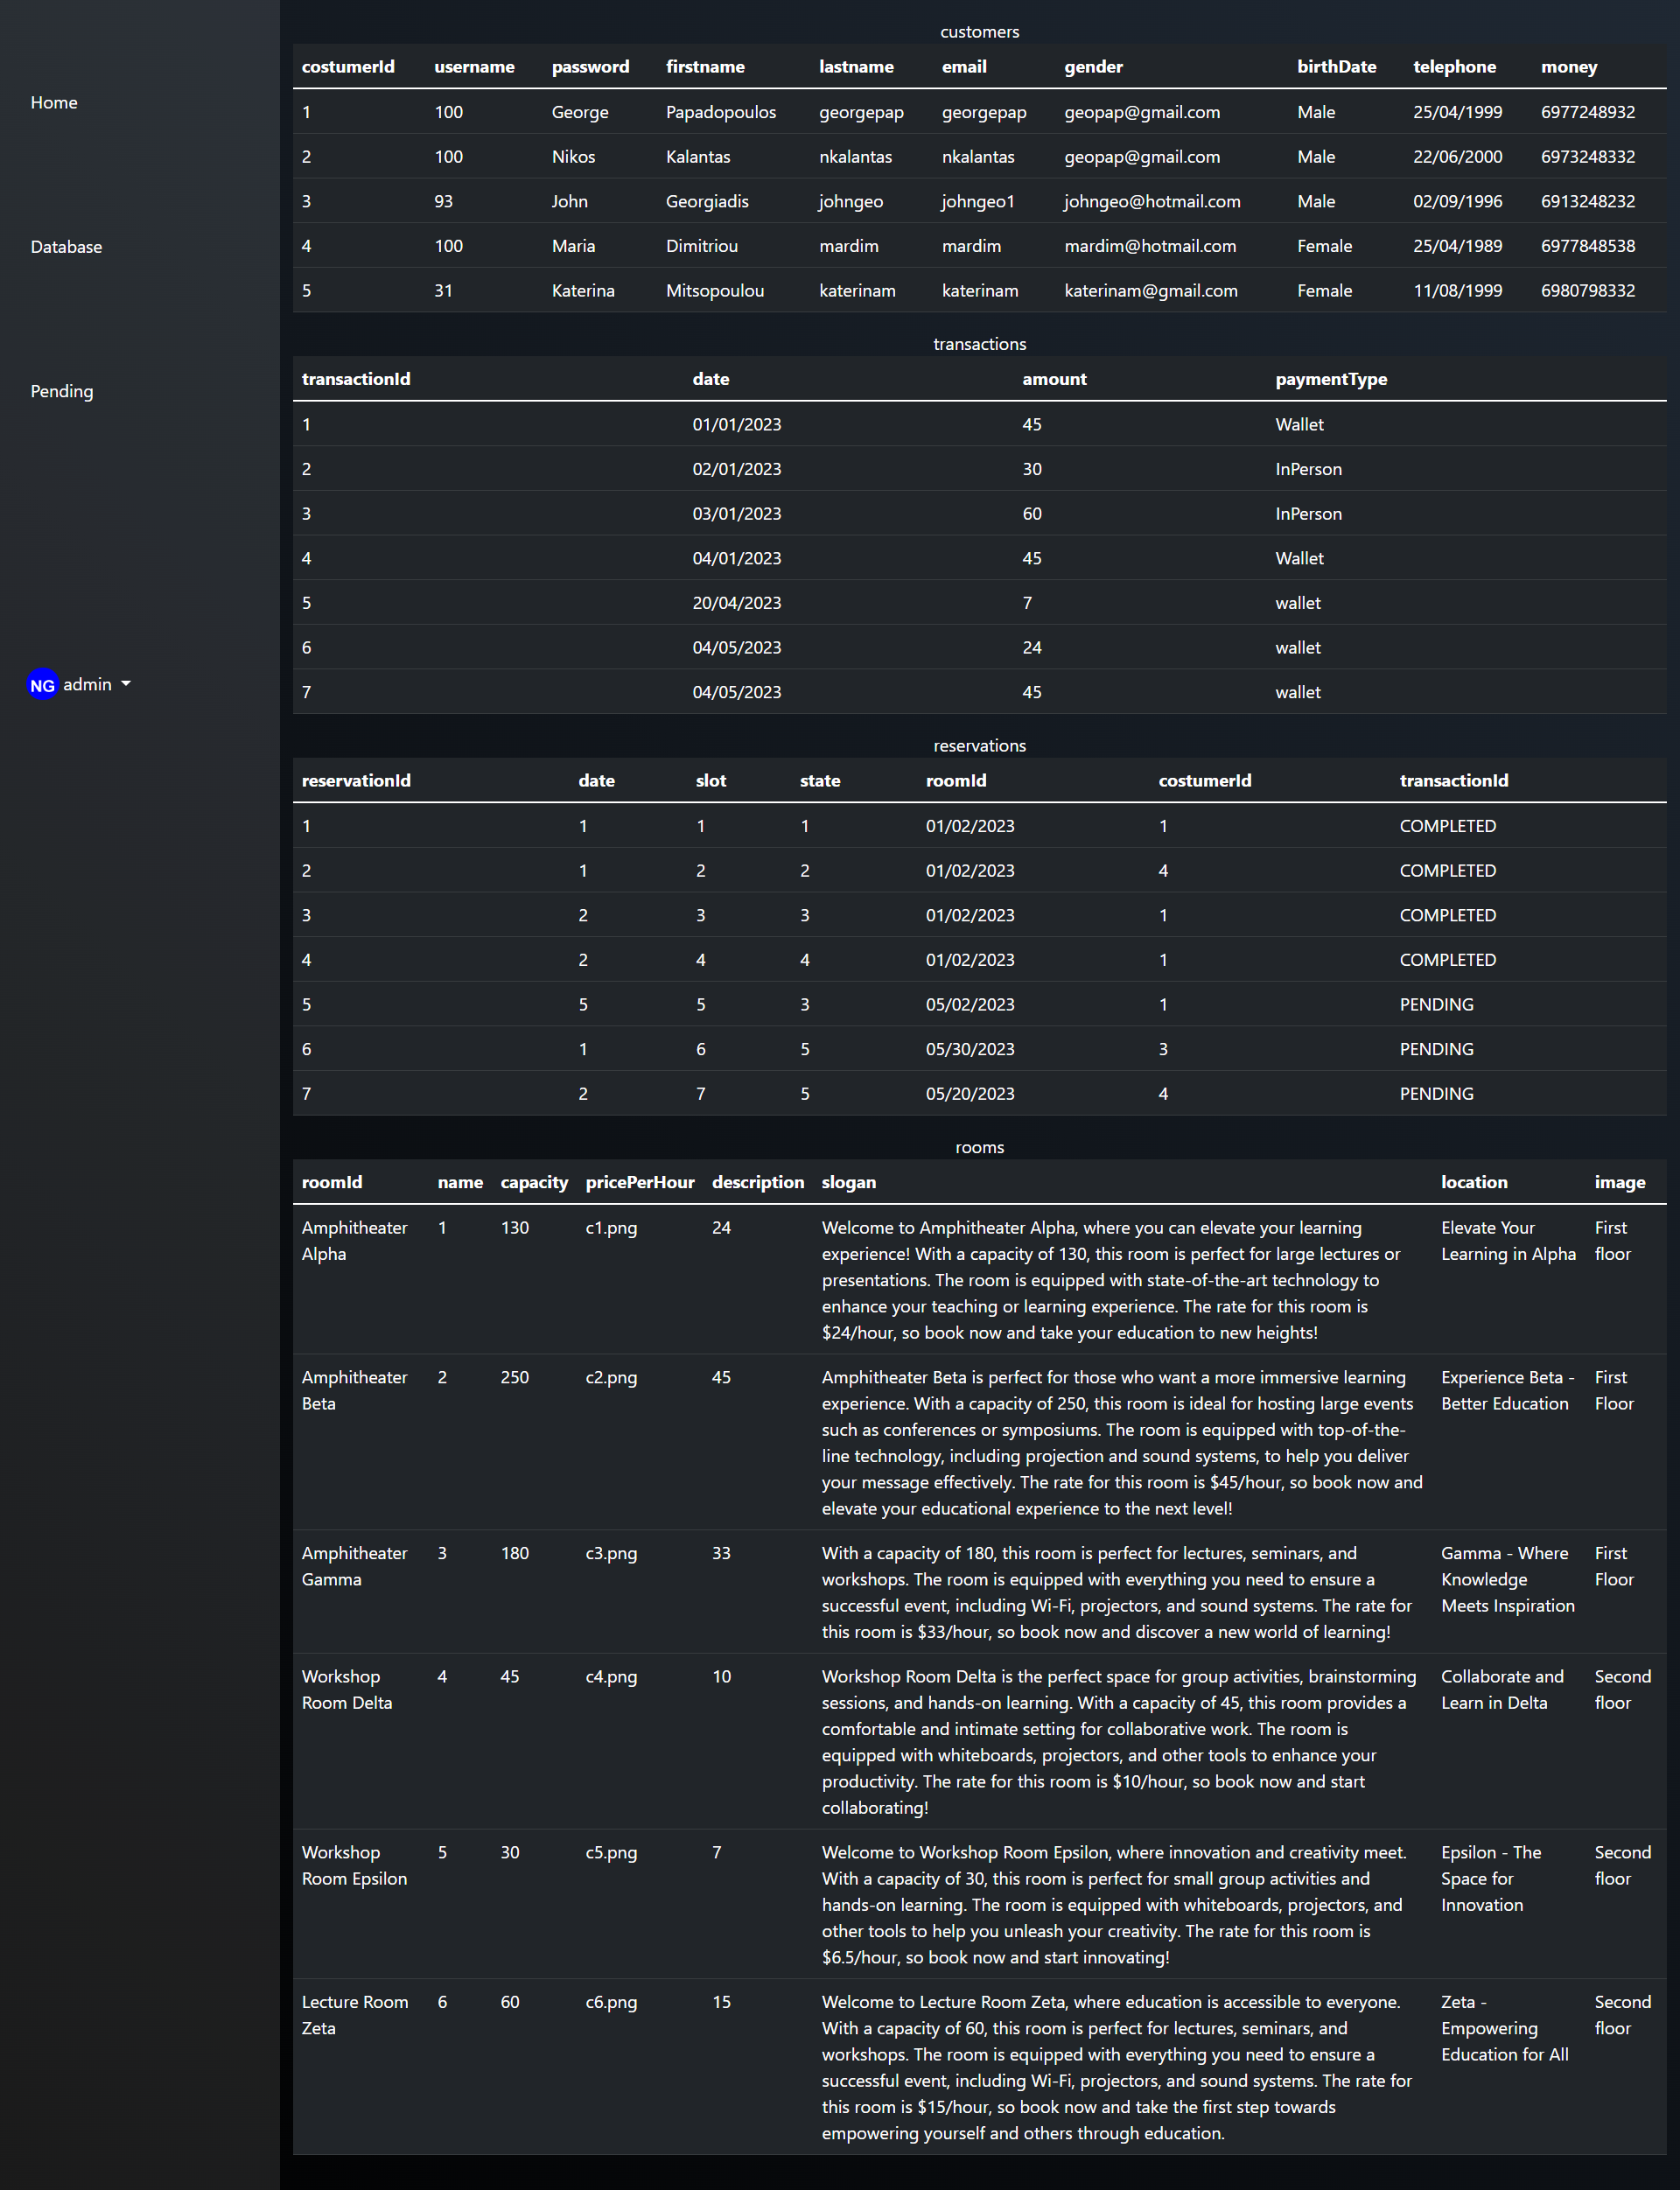 Home
Database
Pending
NG admin
customers
costumerId username password firstname lastname email gender birthDate telephone money
1 100 George Papadopoulos georgepap georgepap geopap@gmail.com Male 25/04/1999 6977248932
2 100 Nikos Kalantas nkalantas nkalantas geopap@gmail.com Male 22/06/2000 6973248332
3 93 John Georgiadis johngeo johngeo1 johngeo@hotmail.com Male 02/09/1996 6913248232
4 100 Maria Dimitriou mardim mardim mardim@hotmail.com Female 25/04/1989 6977848538
5 31 Katerina Mitsopoulou katerinam katerinam katerinam@gmail.com Female 11/08/1999 6980798332
transactions
transactionId date amount paymentType
1 01/01/2023 45 Wallet
2 02/01/2023 30 InPerson
3 03/01/2023 60 InPerson
4 04/01/2023 45 Wallet
5 20/04/2023 7 wallet
6 04/05/2023 24 wallet
7 04/05/2023 45 wallet
reservations
reservationId date slot state roomId costumerId transactionId
1 1 1 1 01/02/2023 1 COMPLETED
2 1 2 2 01/02/2023 4 COMPLETED
3 2 3 3 01/02/2023 1 COMPLETED
4 2 4 4 01/02/2023 1 COMPLETED
5 5 5 3 05/02/2023 1 PENDING
6 1 6 5 05/30/2023 3 PENDING
7 2 7 5 05/20/2023 4 PENDING
rooms
roomId name capacity pricePerHour description slogan location image
Amphitheater 1 130 c1.png 24 Welcome to Amphitheater Alpha, where you can elevate your learning Elevate Your First
Alpha experience! With a capacity of 130, this room is perfect for large lectures or Learning in Alpha floor
presentations. The room is equipped with state-of-the-art technology to
enhance your teaching or learning experience. The rate for this room is
$24/hour, so book now and take your education to new heights!
Amphitheater 2 250 c2.png 45 Amphitheater Beta is perfect for those who want a more immersive learning Experience Beta - First
Beta experience. With a capacity of 250, this room is ideal for hosting large events Better Education Floor
such as conferences or symposiums. The room is equipped with top-of-the-
line technology, including projection and sound systems, to help you deliver
your message effectively. The rate for this room is $45/hour, so book now and
elevate your educational experience to the next level!
Amphitheater 3 180 c3.png 33 With a capacity of 180, this room is perfect for lectures, seminars, and Gamma - Where First
Gamma workshops. The room is equipped with everything you need to ensure a Knowledge Floor
successful event, including Wi-Fi, projectors, and sound systems. The rate for Meets Inspiration
this room is $33/hour, so book now and discover a new world of learning!
Workshop 4 45 c4.png 10 Workshop Room Delta is the perfect space for group activities, brainstorming Collaborate and Second
Room Delta sessions, and hands-on learning. With a capacity of 45, this room provides a Learn in Delta floor
comfortable and intimate setting for collaborative work. The room is
equipped with whiteboards, projectors, and other tools to enhance your
productivity. The rate for this room is $10/hour, so book now and start
collaborating!
Workshop 5 30 c5.png 7 Welcome to Workshop Room Epsilon, where innovation and creativity meet. Epsilon - The Second
Room Epsilon With a capacity of 30, this room is perfect for small group activities and Space for floor
hands-on learning. The room is equipped with whiteboards, projectors, and Innovation
other tools to help you unleash your creativity. The rate for this room is
$6.5/hour, so book now and start innovating!
Lecture Room 6 60 c6.png 15 Welcome to Lecture Room Zeta, where education is accessible to everyone. Zeta - Second
Zeta With a capacity of 60, this room is perfect for lectures, seminars, and Empowering floor
workshops. The room is equipped with everything you need to ensure a Education for All
successful event, including Wi-Fi, projectors, and sound systems. The rate for
this room is $15/hour, so book now and take the first step towards
empowering yourself and others through education.